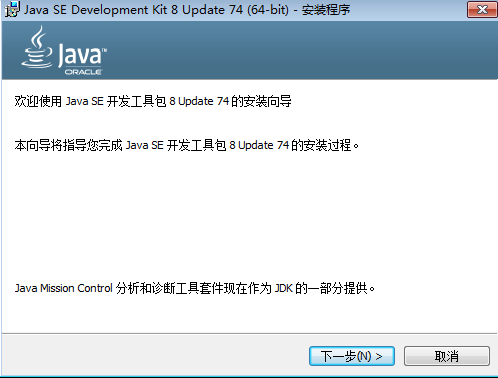 Java SE Development Kit 8 Update 74 (64-bit) - 安装程序
Java
ORACLE
欢迎使用 Java SE 开发工具包 8 Update 74 的安装向导
本向导将指导您完成 Java SE 开发工具包 8 Update 74 的安装过程。
Java Mission Control 分析和诊断工具套件现在作为 JDK 的一部分提供。
下一步(N) >
取消